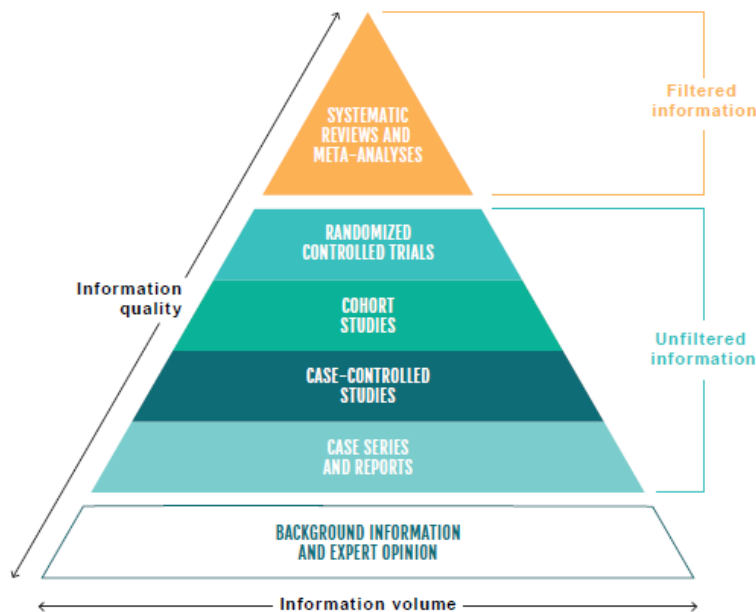 SYSTEMATIC
REVIEWS AND
META-ANALYSES
Filtered
information
RANDOMIZED
CONTROLLED TRIALS
Information
quality
COHORT
STUDIES
Unfiltered
information
CASE-CONTROLLED
STUDIES
CASE SERIES
AND REPORTS
BACKGROUND INFORMATION
AND EXPERT OPINION
Information volume